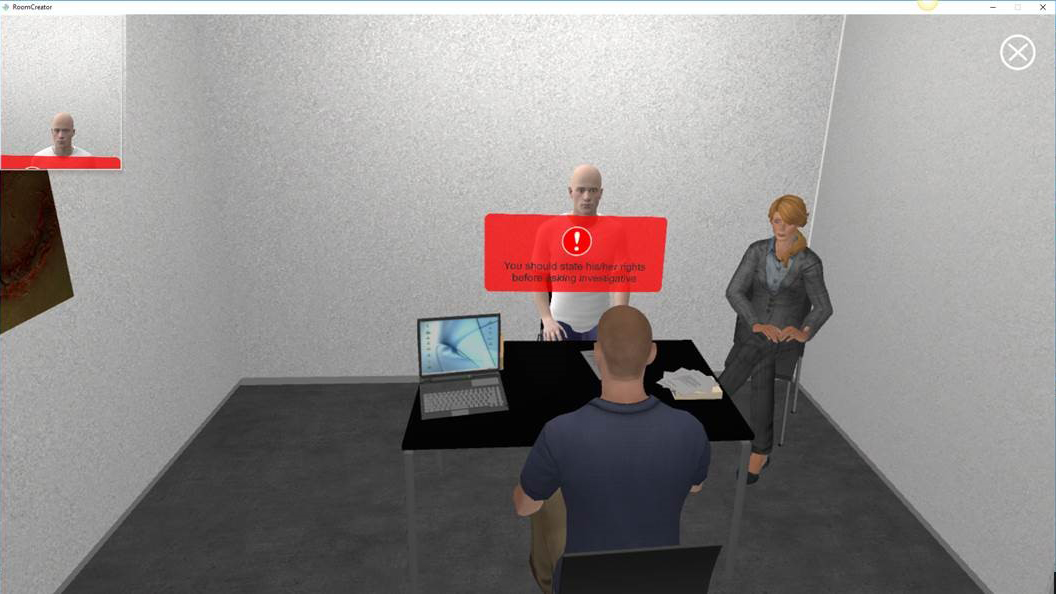 RoomCreator
You should state his/her rights
before asking investigative